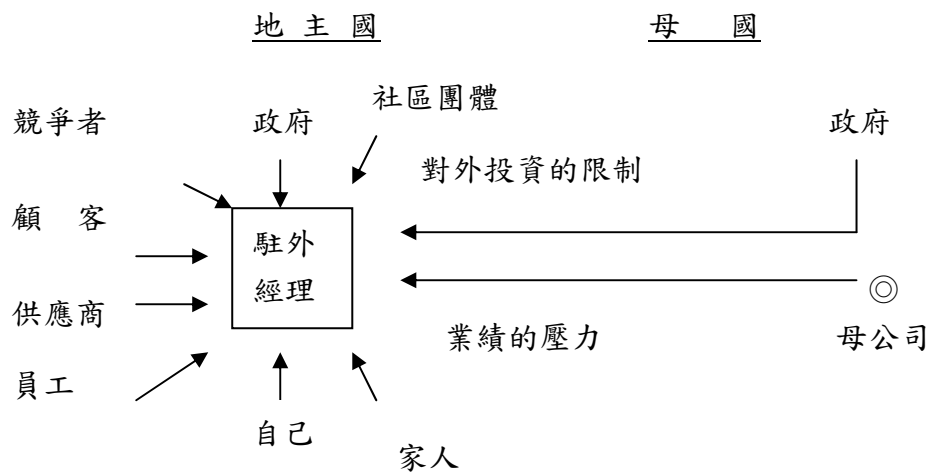 地 主 國
母 國
社區團體
競爭者
政府
政府
對外投資的限制
顧 客
駐外
經理
供應商
業績的壓力
母公司
員工
自己
家人